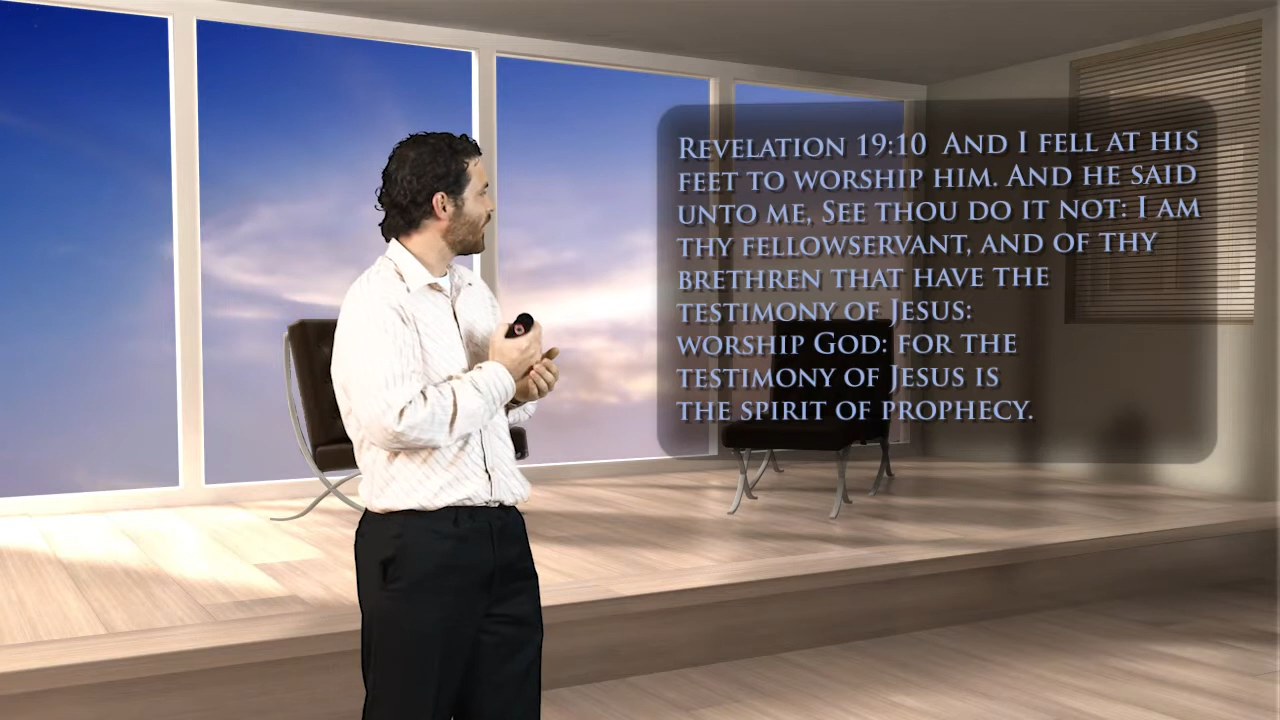 Revelation 19:10 And I fell at his
feet to worship him. And he said
unto me, See thou do it not: I am
thy fellowservant, and of thy
brethren that have the
testimony of Jesus:
worship God: for the
testimony of Jesus is
the spirit of prophecy.